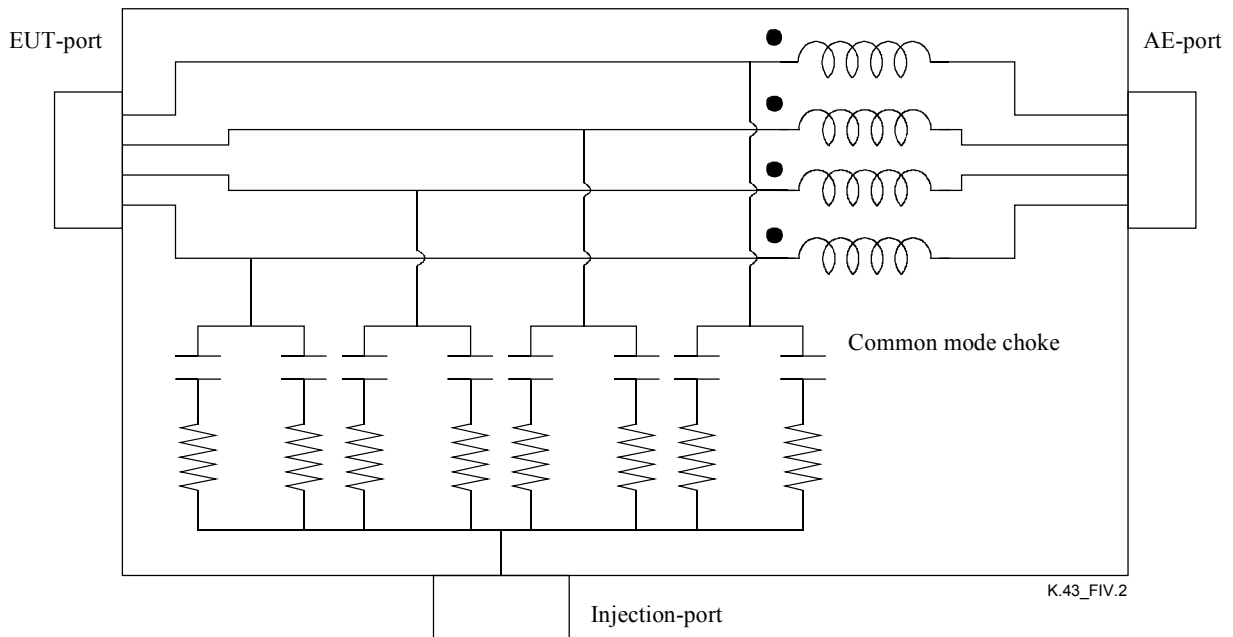 EUT-port
AE-port
Common mode choke
K.43_FIV.2
Injection-port